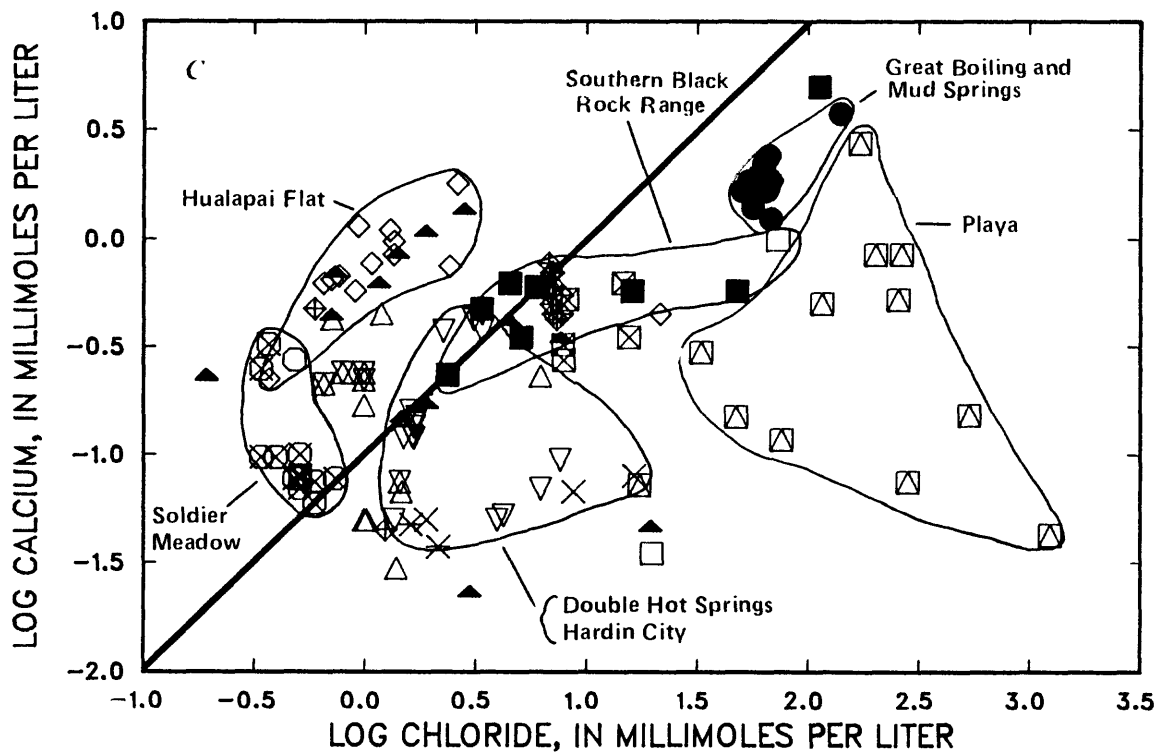 LOG CALCIUM, IN MILLIMOLES PER LITER
1.0
0.5
0.0
−0.5
−1.0
−1.5
−2.0
C
Southern Black
Rock Range
Great Boiling and
Mud Springs
Hualapai Flat
Playa
Soldier
Meadow
Double Hot Springs
Hardin City
−1.0 −0.5 0.0 0.5 1.0 1.5 2.0 2.5 3.0 3.5
LOG CHLORIDE, IN MILLIMOLES PER LITER